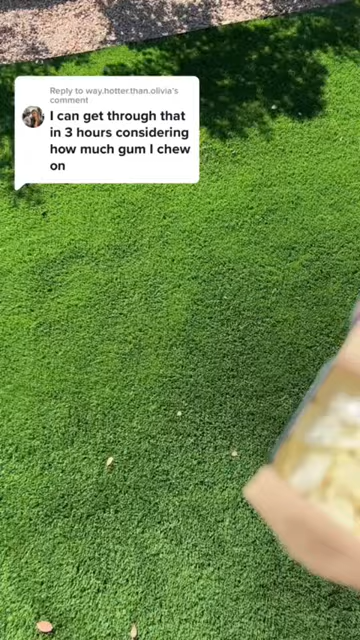 Reply to way.hotter.than.olivia's
comment
I can get through that
in 3 hours considering
how much gum I chew
on